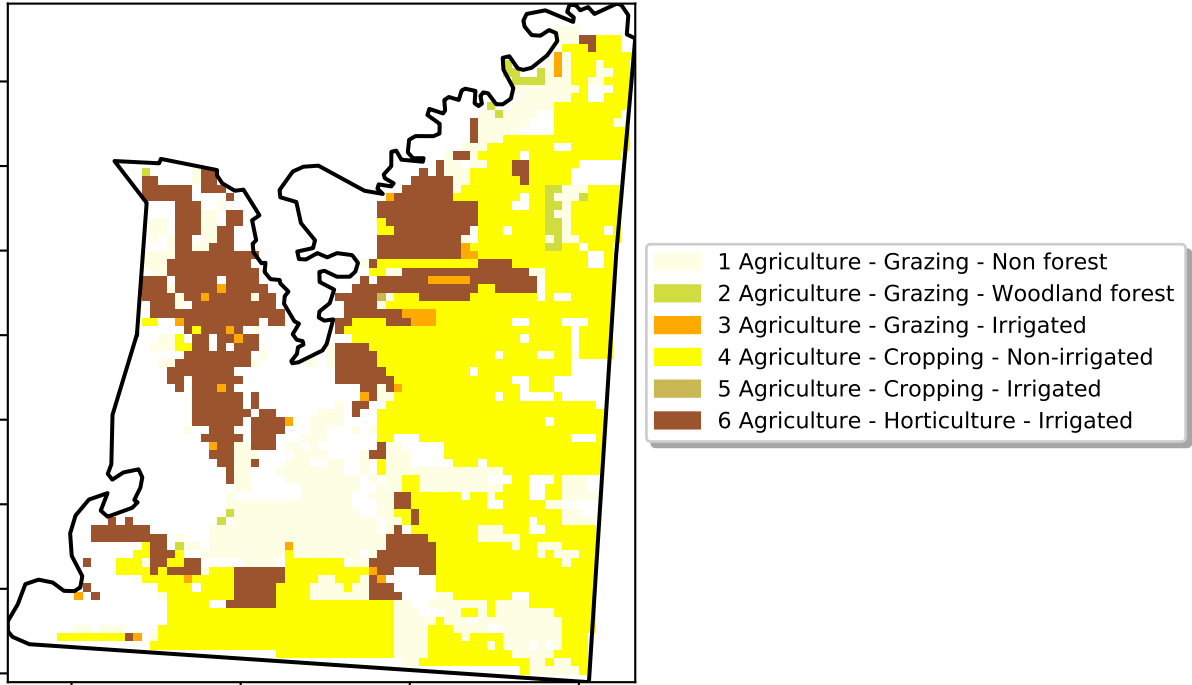 1 Agriculture - Grazing - Non forest
2 Agriculture - Grazing - Woodland forest
3 Agriculture - Grazing - Irrigated
4 Agriculture - Cropping - Non-irrigated
5 Agriculture - Cropping - Irrigated
6 Agriculture - Horticulture - Irrigated